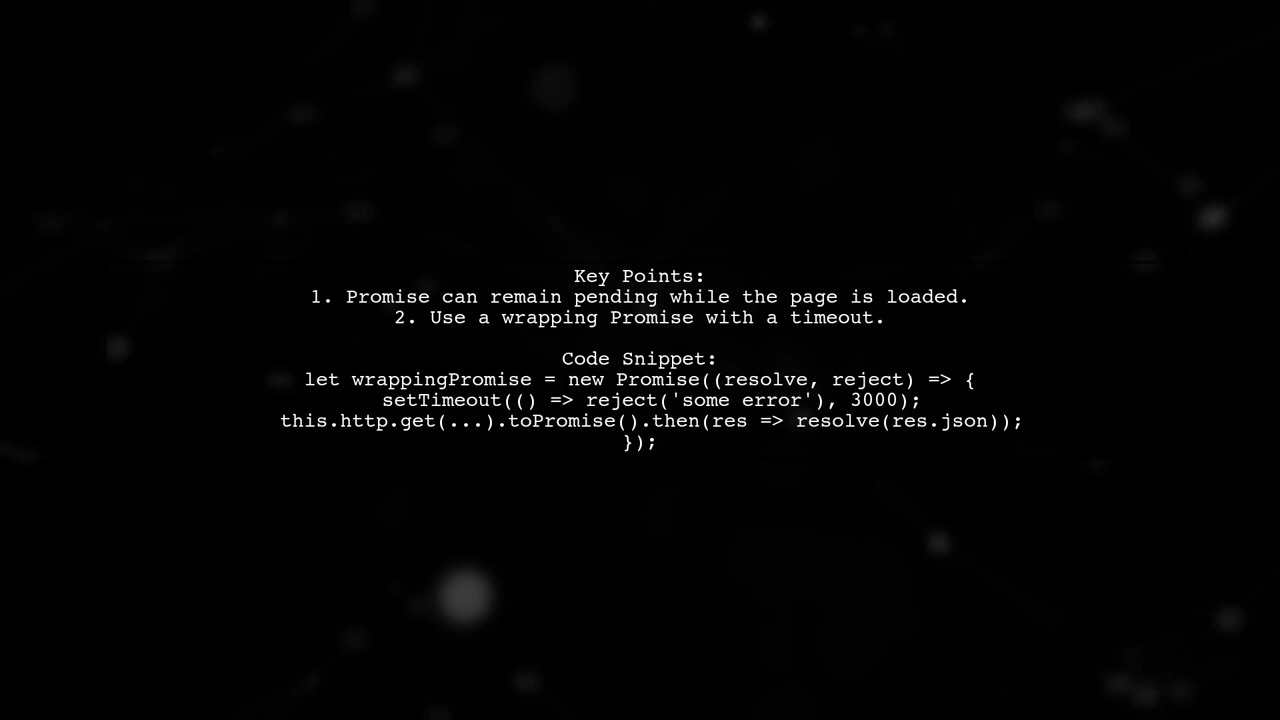 Key Points:
1. Promise can remain pending while the page is loaded.
2. Use a wrapping Promise with a timeout.
Code Snippet:
let wrappingPromise = new Promise((resolve, reject) => {
setTimeout(() => reject('some error'), 3000);
this.http.get(...).toPromise().then(res => resolve(res.json));
});